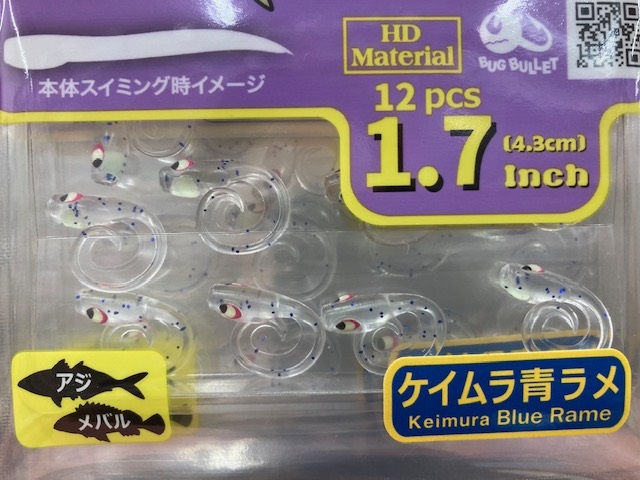 HD
Material
BUG BULLET
本体スイミング時イメージ
12 pcs
1.7
(4.3cm)
Inch
アジ
メバル
ケイムラ青ラメ
Keimura Blue Rame